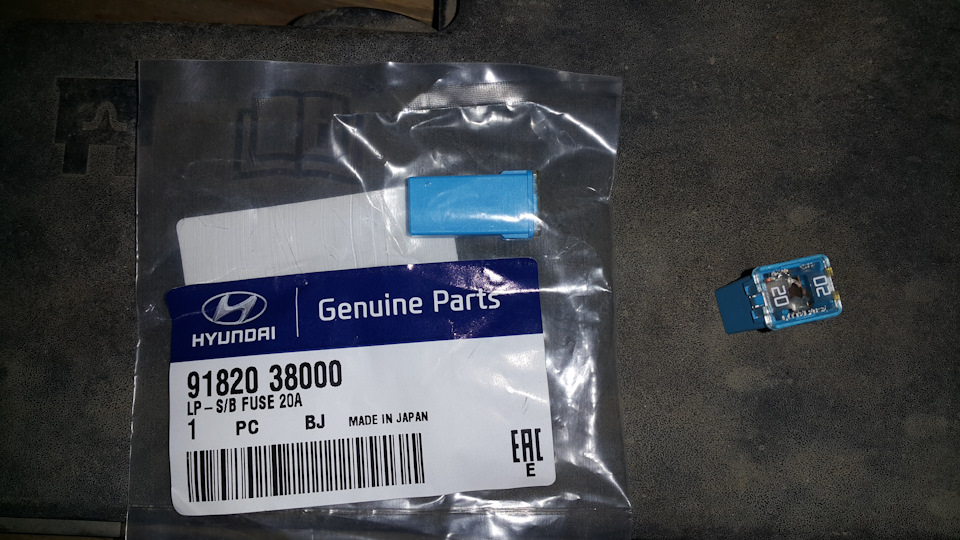 HYUNDAI
Genuine Parts
91820 38000
LP-S/B FUSE 20A
1 PC BJ MADE IN JAPAN
EAC
E
20
20